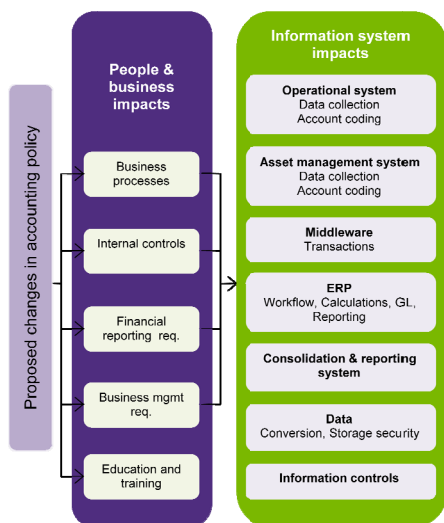 Proposed changes in accounting policy
People &
business
impacts
Business
processes
Internal controls
Financial
reporting req.
Business mgmt
req.
Education and
training
Information system
impacts
Operational system
Data collection
Account coding
Asset management system
Data collection
Account coding
Middleware
Transactions
ERP
Workflow, Calculations, GL,
Reporting
Consolidation & reporting
system
Data
Conversion, Storage security
Information controls